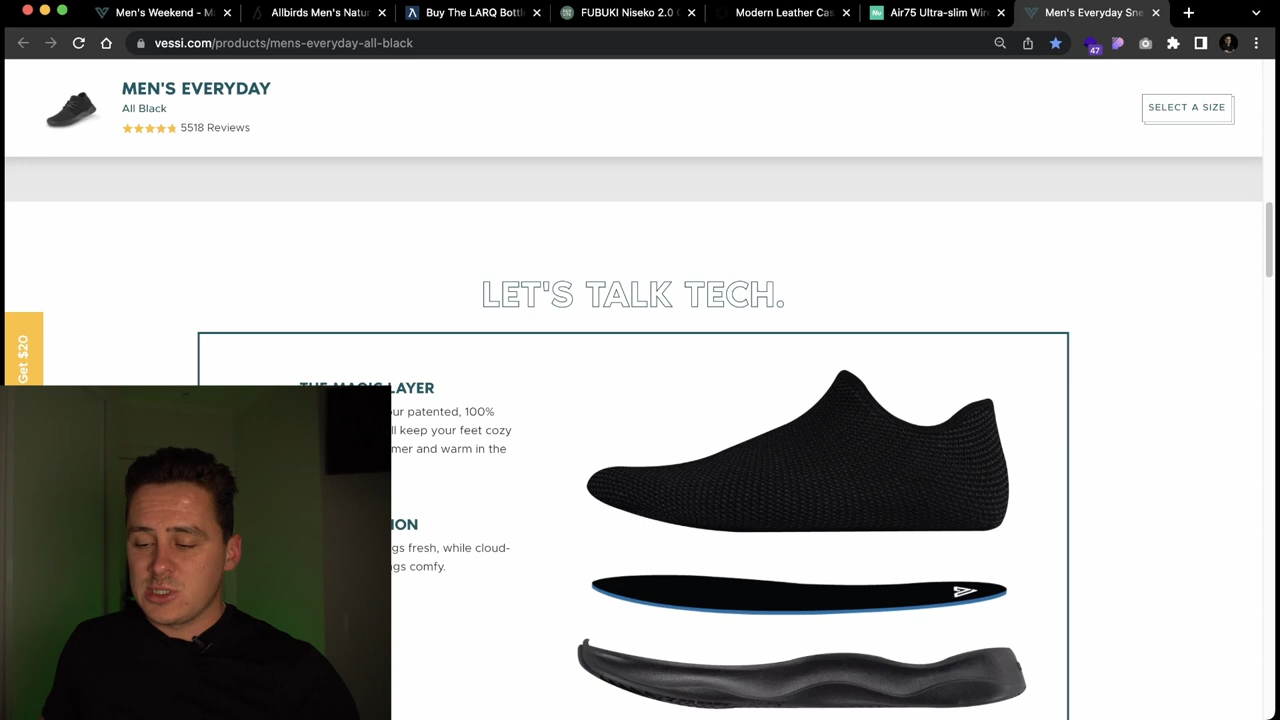 Men's Weekend - M
Allbirds Men's Natur
Buy The LARQ Bottl
FUBUKI Niseko 2.0
Modern Leather Cas
Air75 Ultra-slim Wir
Men's Everyday Sne
vessi.com/products/mens-everyday-all-black
47
MEN'S EVERYDAY
All Black
5518 Reviews
SELECT A SIZE
LET'S TALK TECH.
Get $20
THE MAGIC LAYER
ur patented, 100%
ll keep your feet cozy
mer and warm in the
ION
gs fresh, while cloud-
ngs comfy.